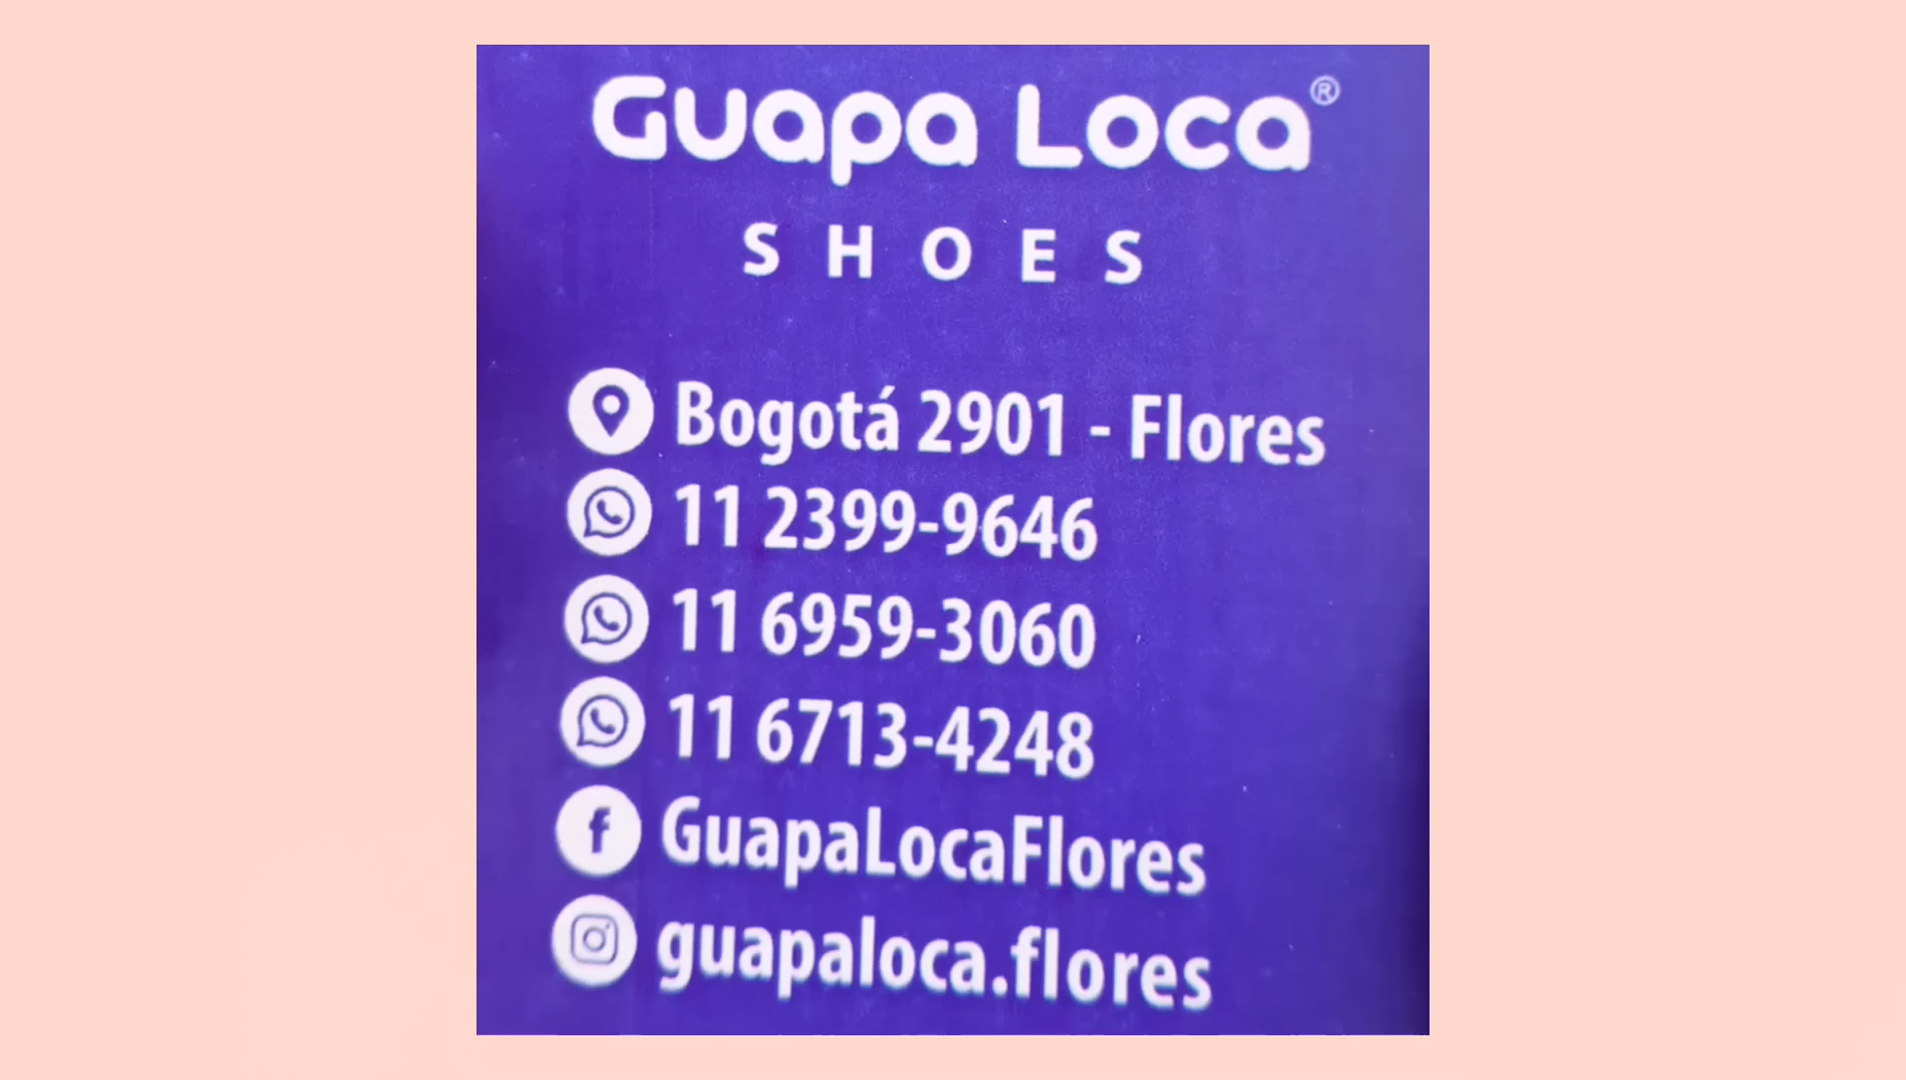 Guapa Loca®
SHOES
Bogotá 2901 - Flores
11 2399-9646
11 6959-3060
11 6713-4248
GuapaLocaFlores
guapaloca.flores